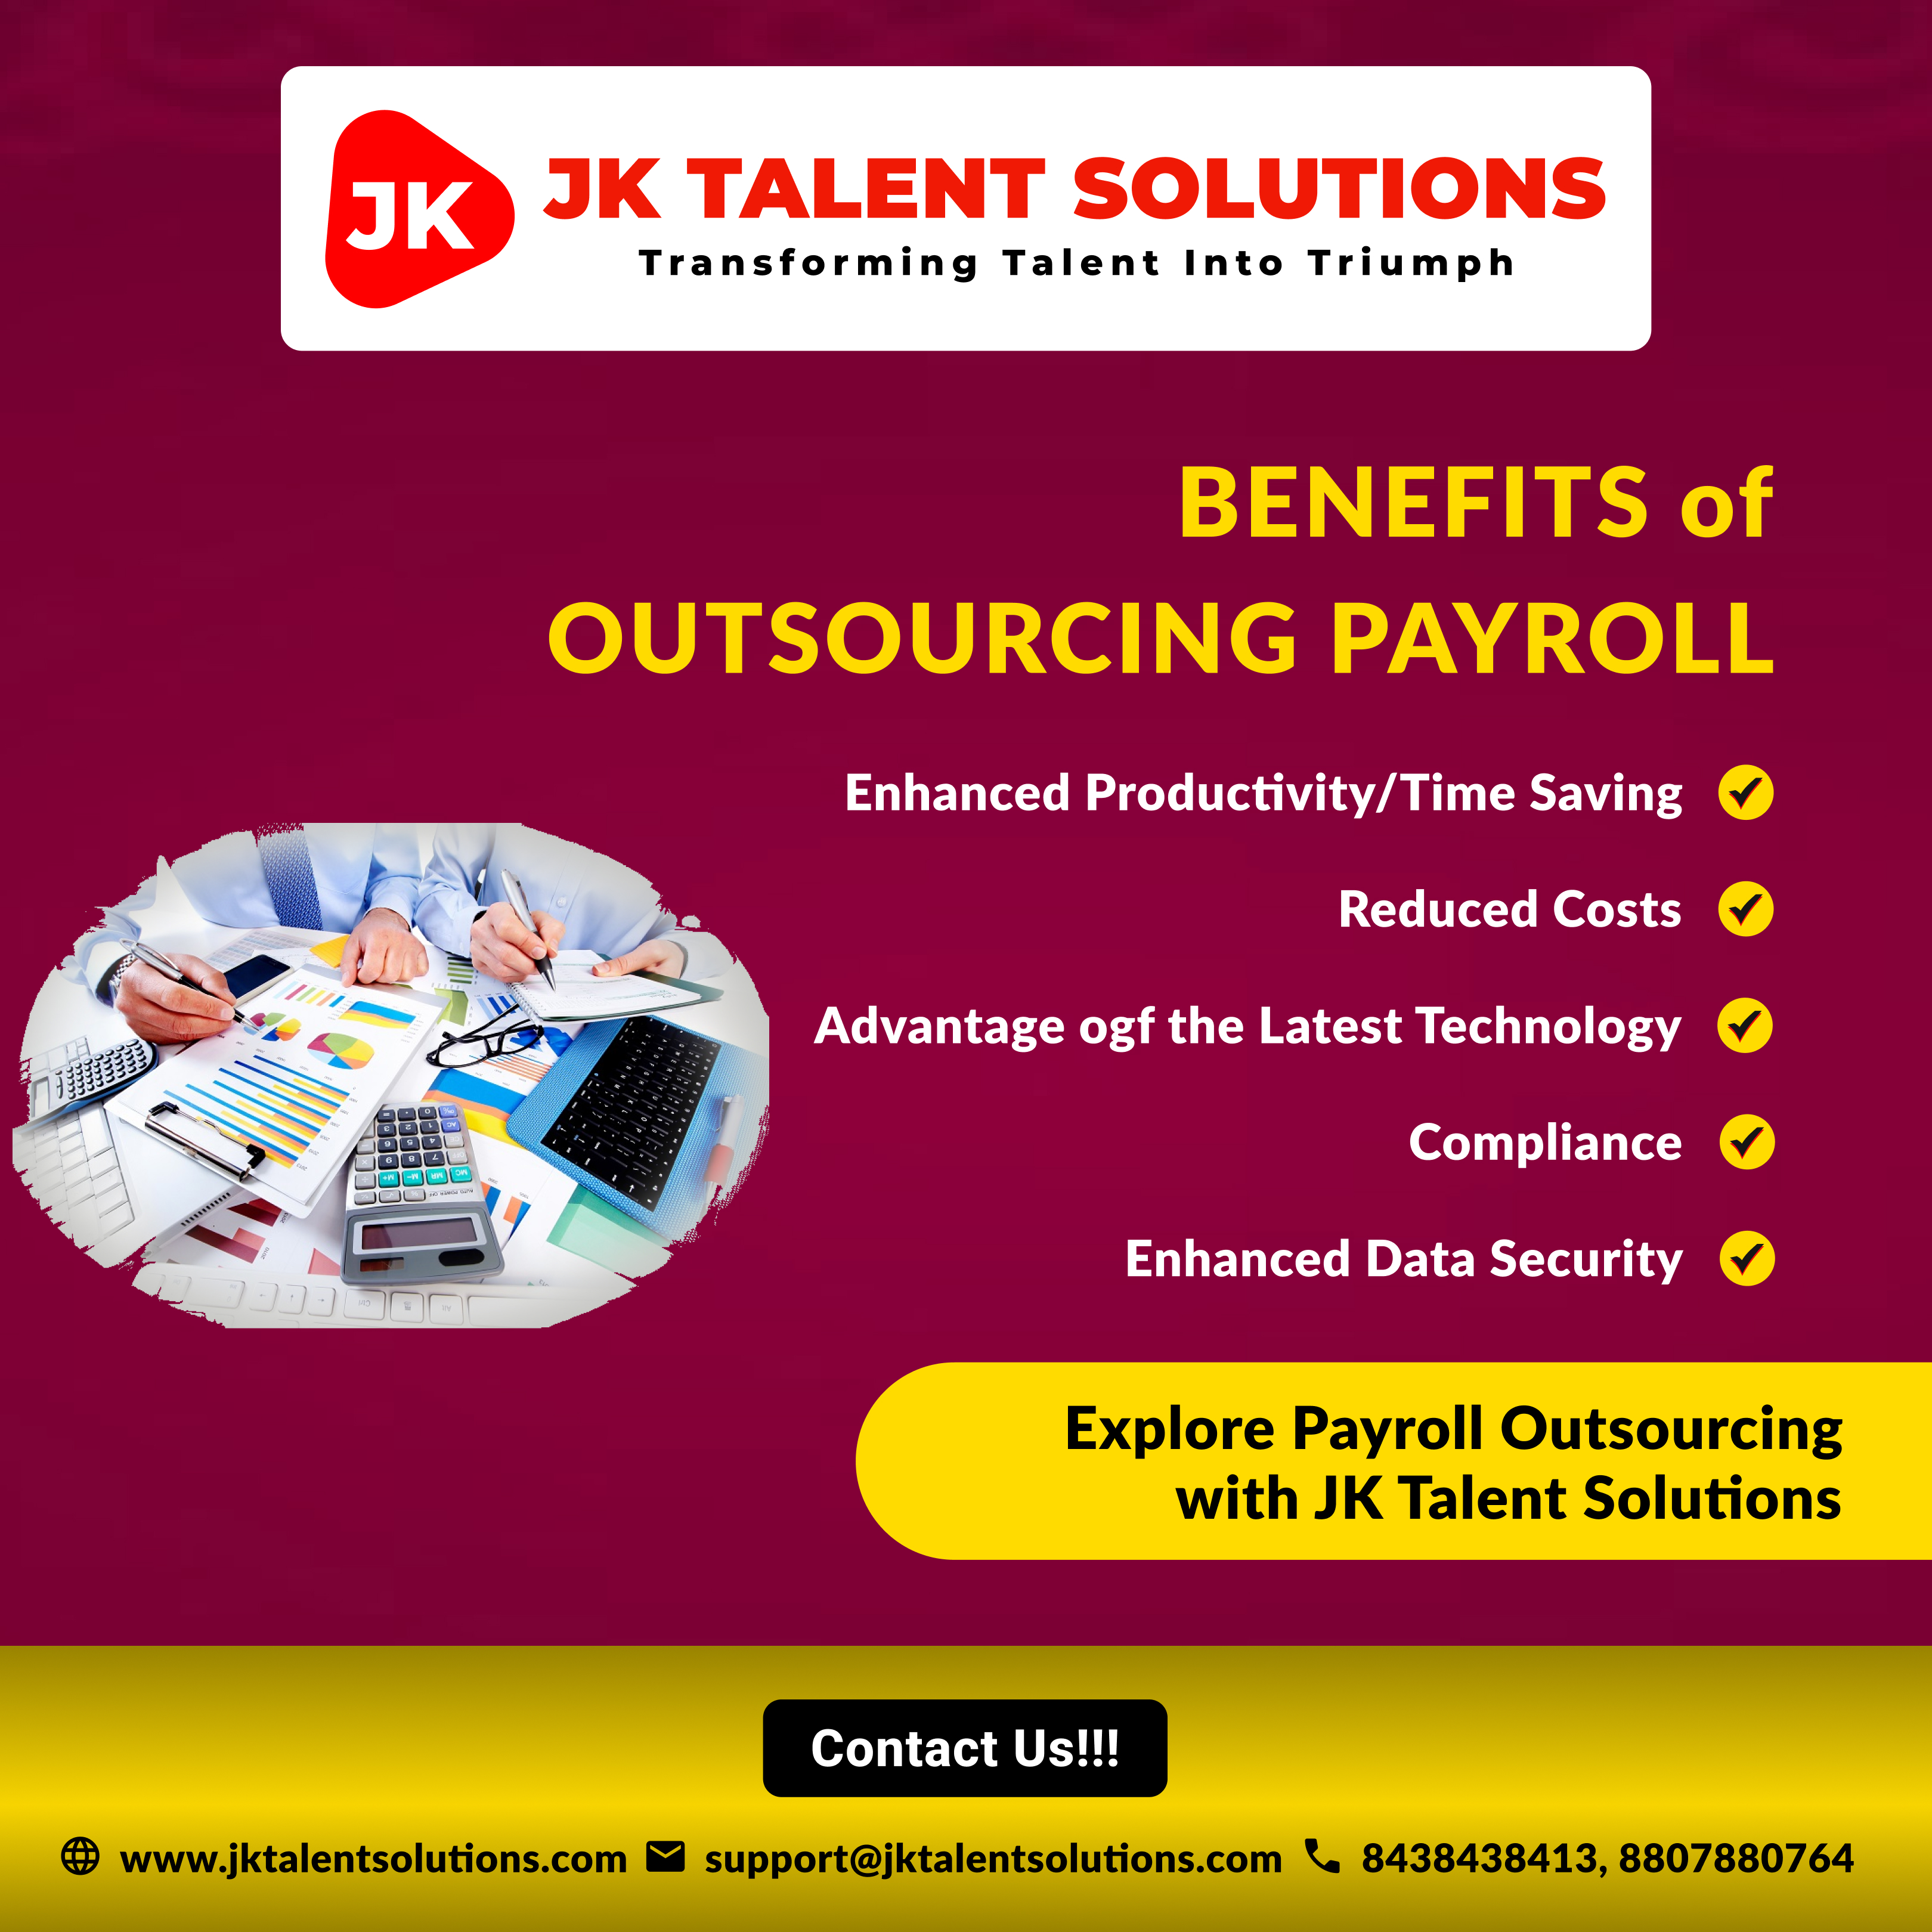 JK
JK TALENT SOLUTIONS
Transforming Talent Into Triumph
BENEFITS of
OUTSOURCING PAYROLL
Enhanced Productivity/Time Saving
Reduced Costs
Advantage ogf the Latest Technology
Compliance
Enhanced Data Security
Explore Payroll Outsourcing
with JK Talent Solutions
Contact Us!!!
www.jktalentsolutions.com support@jktalentsolutions.com 8438438413, 8807880764